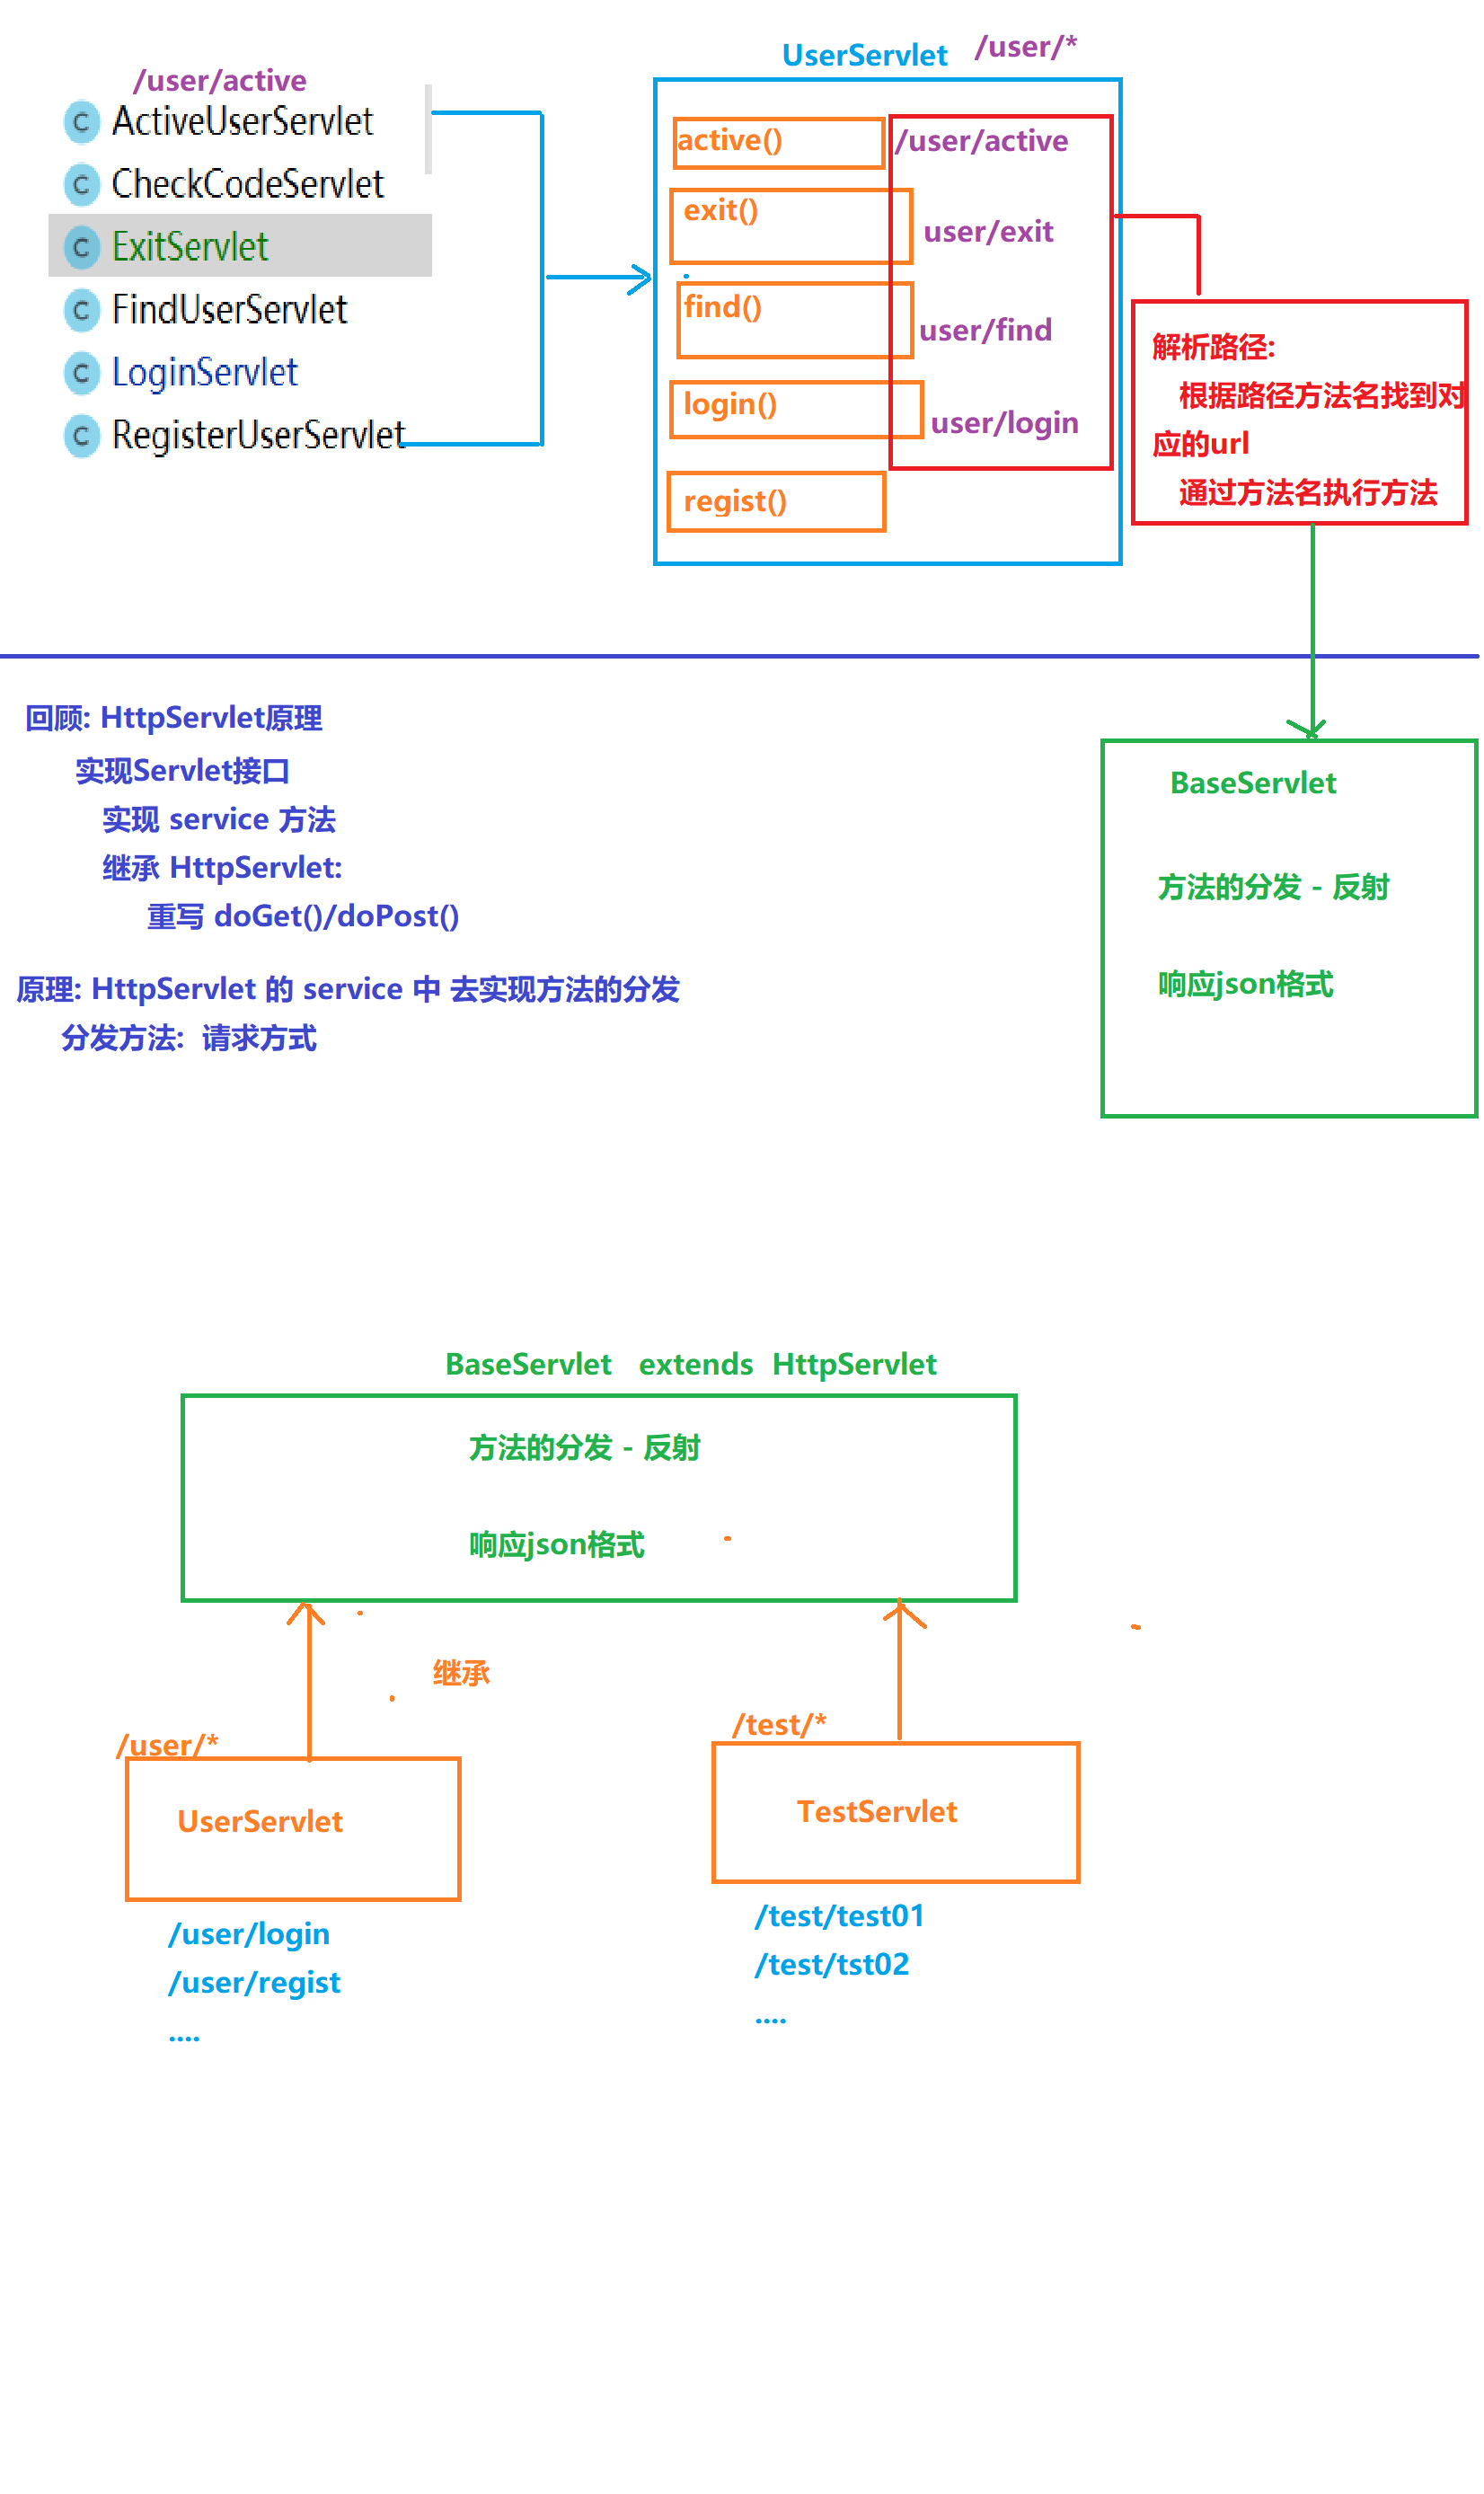 /user/active
ActiveUserServlet
CheckCodeServlet
ExitServlet
FindUserServlet
LoginServlet
RegisterUserServlet
UserServlet /user/*
active() /user/active
exit() user/exit
find() user/find
login() user/login
regist()
解析路径:
根据路径方法名找到对
应的url
通过方法名执行方法
回顾: HttpServlet原理
实现Servlet接口
实现 service 方法
继承 HttpServlet:
重写 doGet()/doPost()
原理: HttpServlet 的 service 中 去实现方法的分发
分发方法: 请求方式
BaseServlet
方法的分发 - 反射
响应json格式
BaseServlet extends HttpServlet
方法的分发 - 反射
响应json格式
继承
/user/*
UserServlet
/user/login
/user/regist
....
/test/*
TestServlet
/test/test01
/test/tst02
....